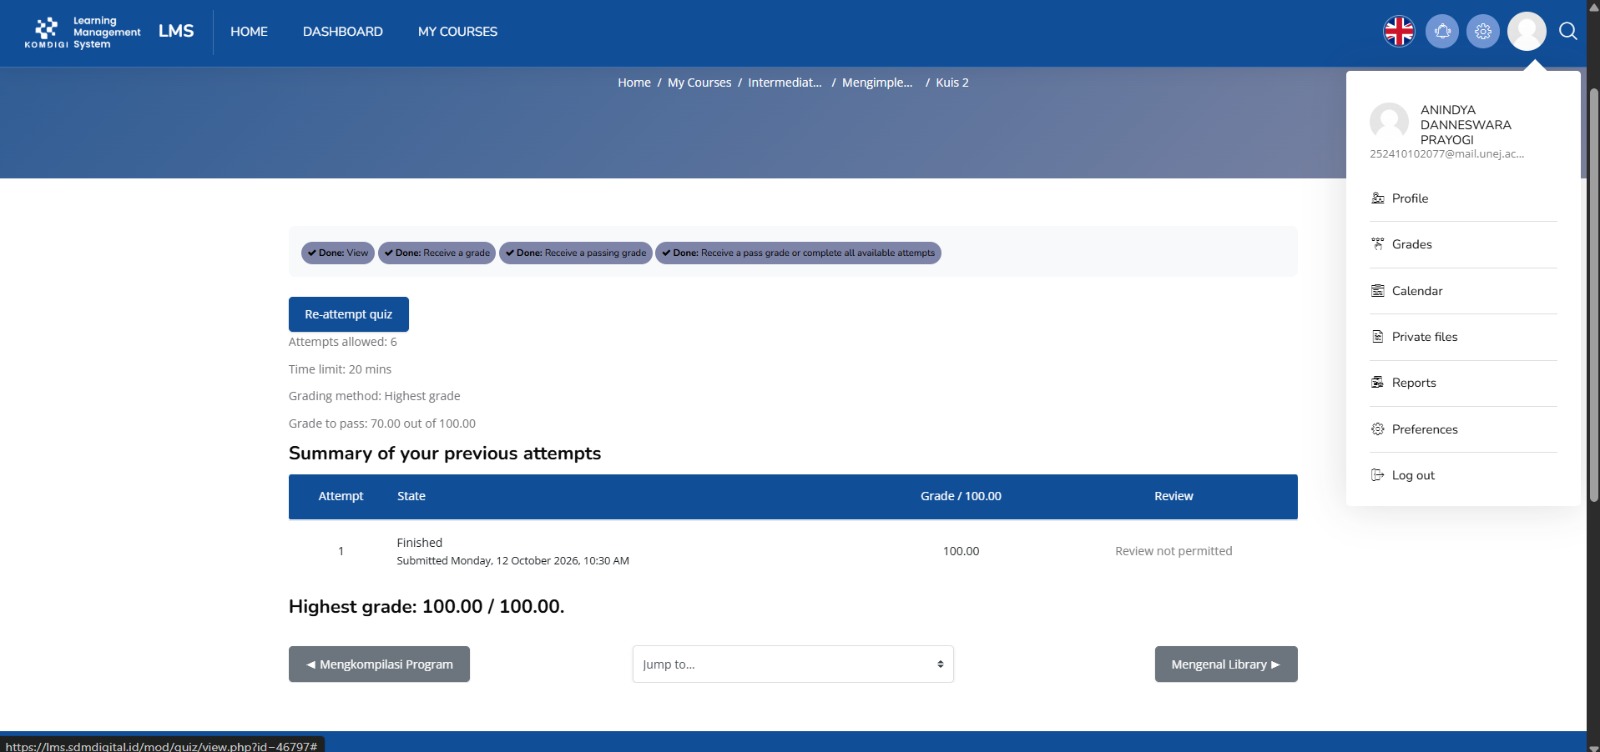 Learning
Management
System
KOMDIGI
LMS
HOME
DASHBOARD
MY COURSES
Home / My Courses / Intermediat... / Mengimple... / Kuis 2
ANINDYA
DANNESWARA
PRAYOGI
252410102077@mail.unej.ac...
Profile
Grades
Calendar
Private files
Reports
Preferences
Log out
✔ Done: View
✔ Done: Receive a grade
✔ Done: Receive a passing grade
✔ Done: Receive a pass grade or complete all available attempts
Re-attempt quiz
Attempts allowed: 6
Time limit: 20 mins
Grading method: Highest grade
Grade to pass: 70.00 out of 100.00
Summary of your previous attempts
Attempt State Grade / 100.00 Review
1 Finished 100.00 Review not permitted
Submitted Monday, 12 October 2026, 10:30 AM
Highest grade: 100.00 / 100.00.
◄ Mengkompilasi Program
Jump to...
Mengenal Library ►
https://lms.sdmdigital.id/mod/quiz/view.php?id=46797#